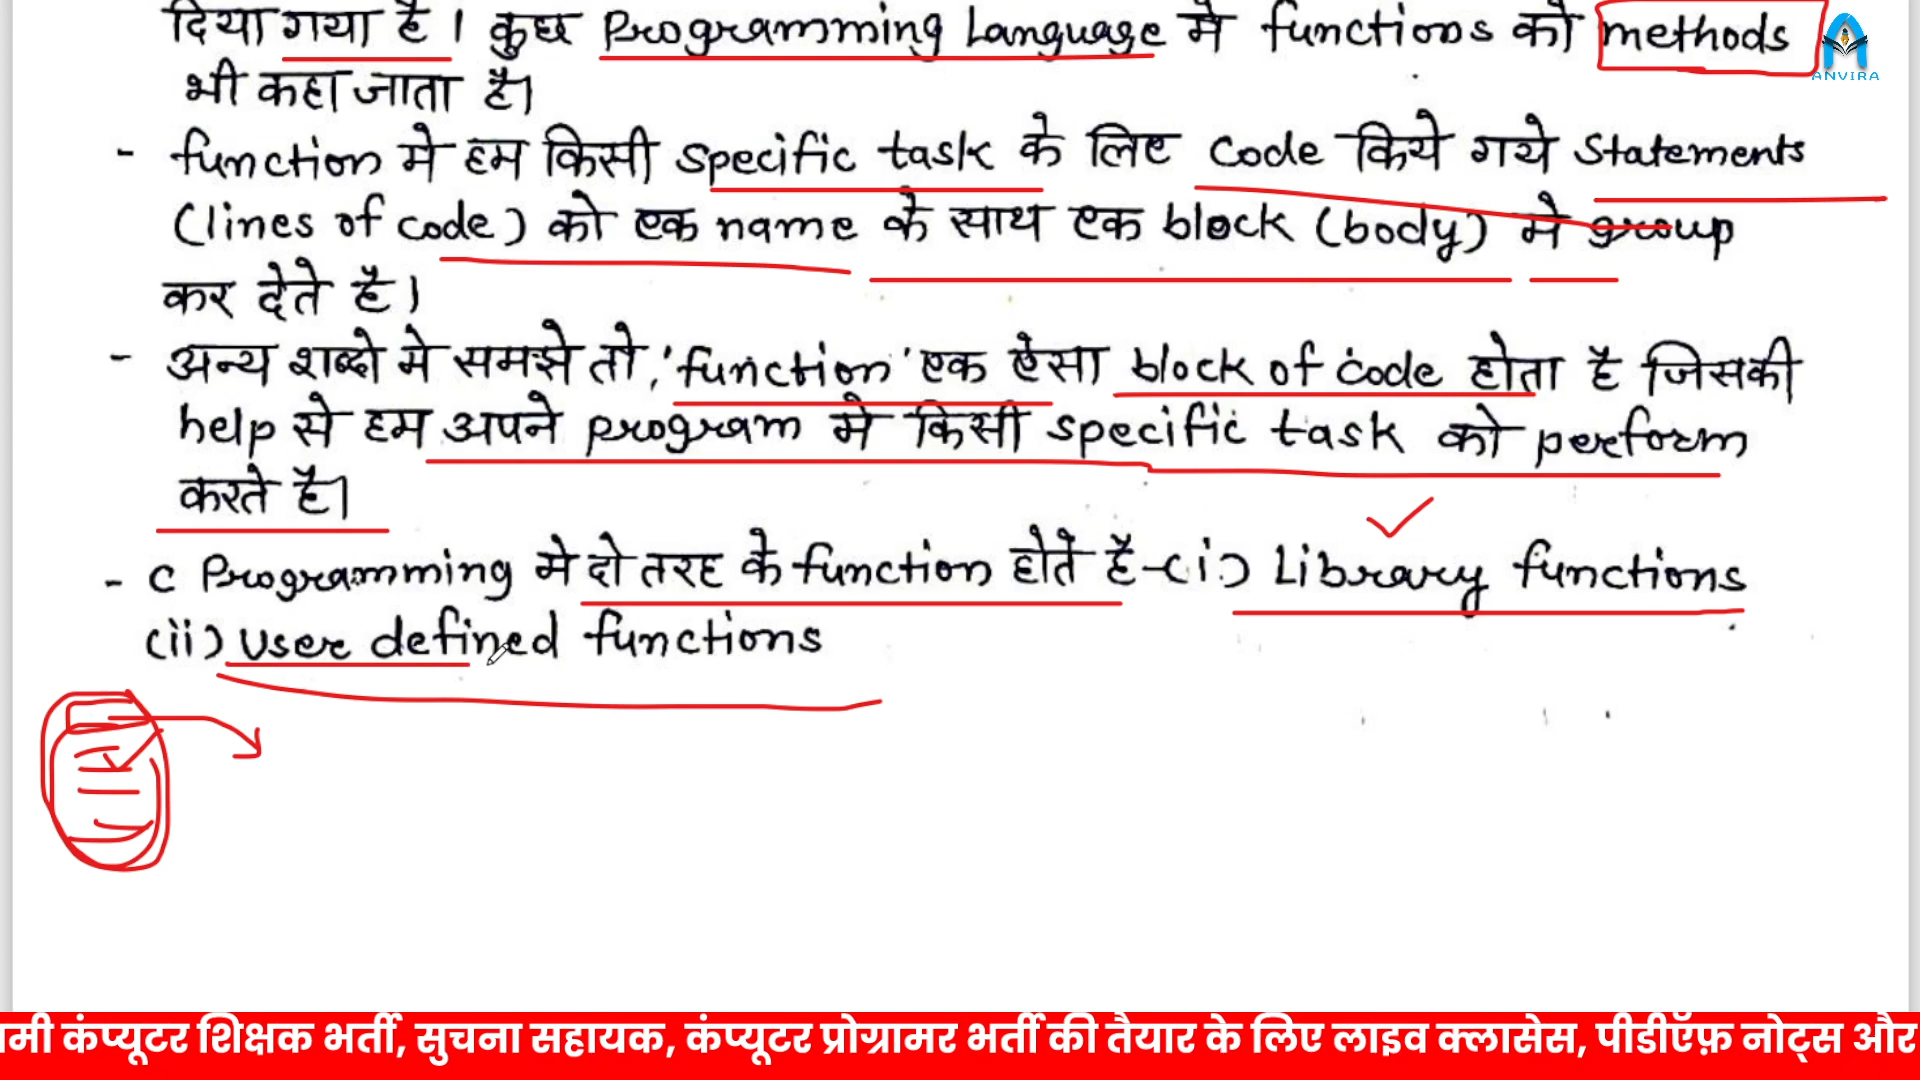 दिया गया है। कुछ Programming Language मे functions को methods
ANVIRA
भी कहा जाता है।
- function मे हम किसी specific task के लिए code किये गये statements
(lines of code) को एक name के साथ एक block (body) मे group
कर देते है।
- अन्य शब्दो मे समझे तो, 'function' एक ऐसा block of code होता है जिसकी
help से हम अपने program मे किसी specific task को perform
करते है।
- C Programming मे दो तरह के function होते है-(i) Library functions
(ii) User defined functions
मी कंप्यूटर शिक्षक भर्ती, सुचना सहायक, कंप्यूटर प्रोग्रामर भर्ती की तैयार के लिए लाइव क्लासेस, पीडीऍफ़ नोट्स और